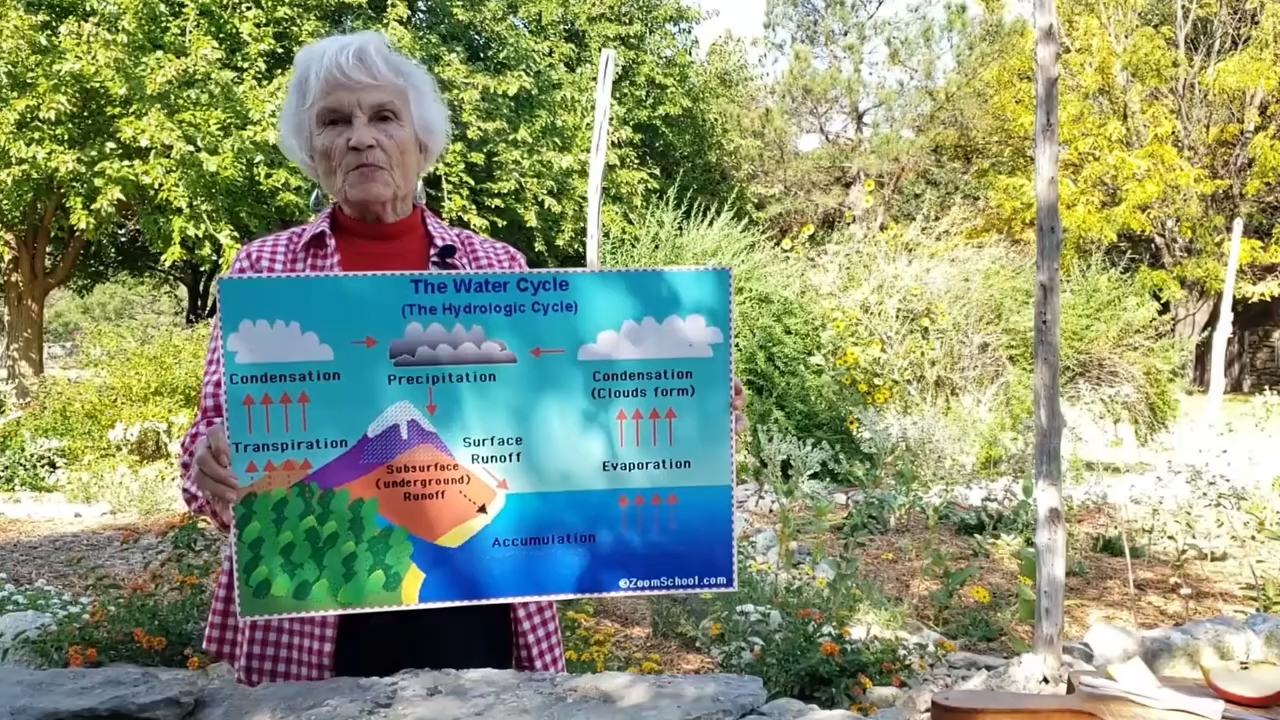 The Water Cycle
(The Hydrologic Cycle)
Condensation
Precipitation
Condensation
(Clouds form)
Transpiration
Surface
Runoff
Subsurface
(underground)
Runoff
Evaporation
Accumulation
©ZoomSchool.com